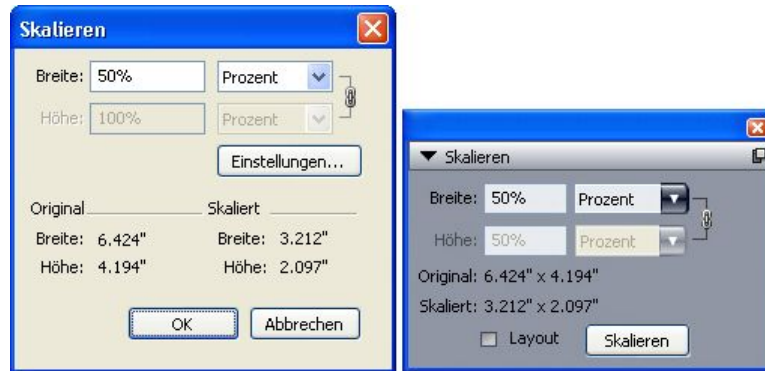 Skalieren
Breite: 50% Prozent
Höhe: 100% Prozent
Einstellungen...
Original Skaliert
Breite: 6.424" Breite: 3.212"
Höhe: 4.194" Höhe: 2.097"
OK Abbrechen
Skalieren
Breite: 50% Prozent
Höhe: 50% Prozent
Original: 6.424" x 4.194"
Skaliert: 3.212" x 2.097"
Layout Skalieren